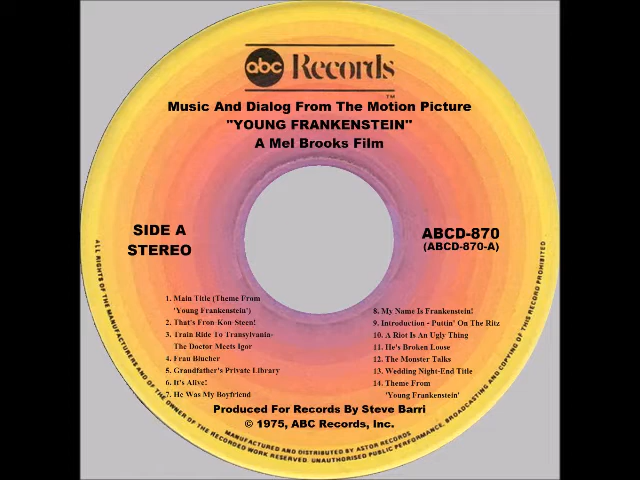 abc Records
TM
Music And Dialog From The Motion Picture
"YOUNG FRANKENSTEIN"
A Mel Brooks Film
SIDE A
STEREO
ABCD-870
(ABCD-870-A)
1. Main Title (Theme From
'Young Frankenstein')
2. That's Fron-Kon-Steen!
3. Train Ride To Transylvania-
The Doctor Meets Igor
4. Frau Blucher
5. Grandfather's Private Library
6. It's Alive!
7. He Was My Boyfriend
8. My Name Is Frankenstein!
9. Introduction - Puttin' On The Ritz
10. A Riot Is An Ugly Thing
11. He's Broken Loose
12. The Monster Talks
13. Wedding Night-End Title
14. Theme From
'Young Frankenstein'
Produced For Records By Steve Barri
© 1975, ABC Records, Inc.
MANUFACTURED AND DISTRIBUTED BY ASTOR RECORDS
ALL RIGHTS OF THE MANUFACTURERS AND OF THE OWNER OF THE RECORDED WORK RESERVED. UNAUTHORISED PUBLIC PERFORMANCE, BROADCASTING AND COPYING OF THIS RECORD PROHIBITED